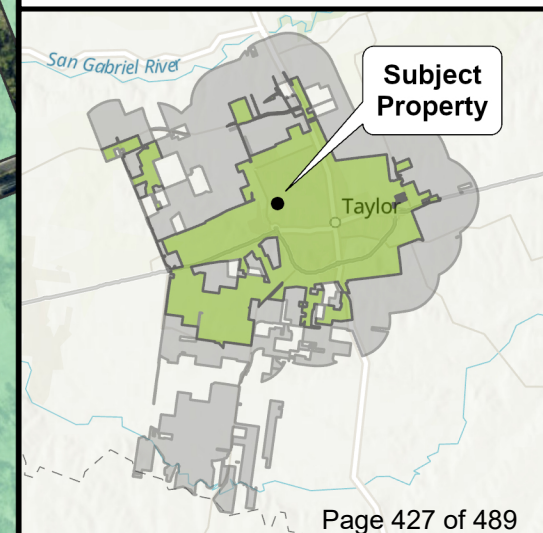 San Gabriel River
Subject
Property
Taylor
Page 427 of 489